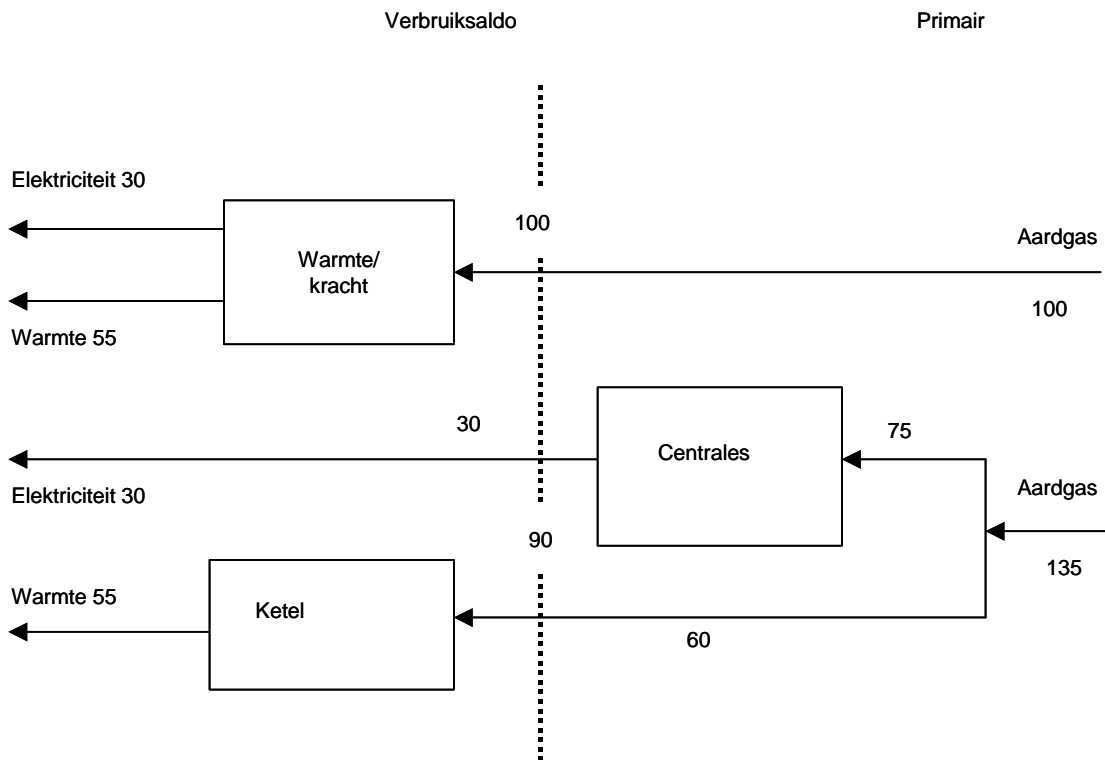 Verbruiksaldo
Primair
Elektriciteit 30
100
Aardgas
Warmte/
kracht
100
Warmte 55
30
Centrales
75
Elektriciteit 30
Aardgas
90
135
Warmte 55
Ketel
60